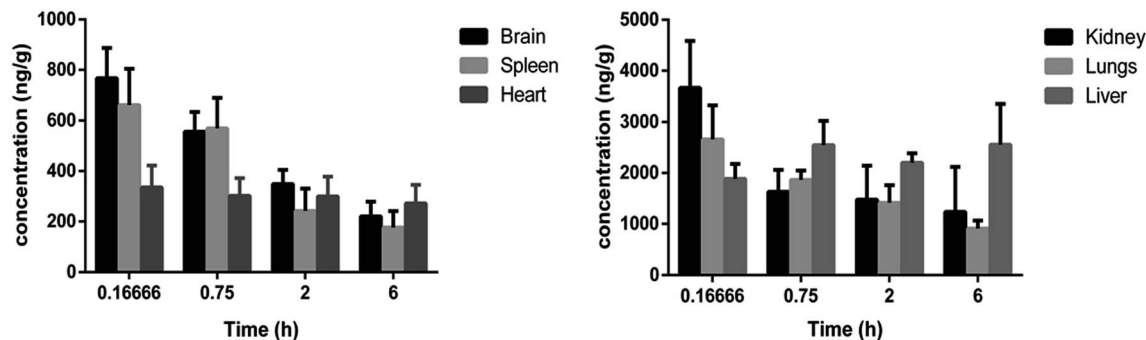 concentration (ng/g)
1000
800
600
400
200
0
0.16666 0.75 2 6
Time (h)
Brain
Spleen
Heart
concentration (ng/g)
5000
4000
3000
2000
1000
0
0.16666 0.75 2 6
Time (h)
Kidney
Lungs
Liver